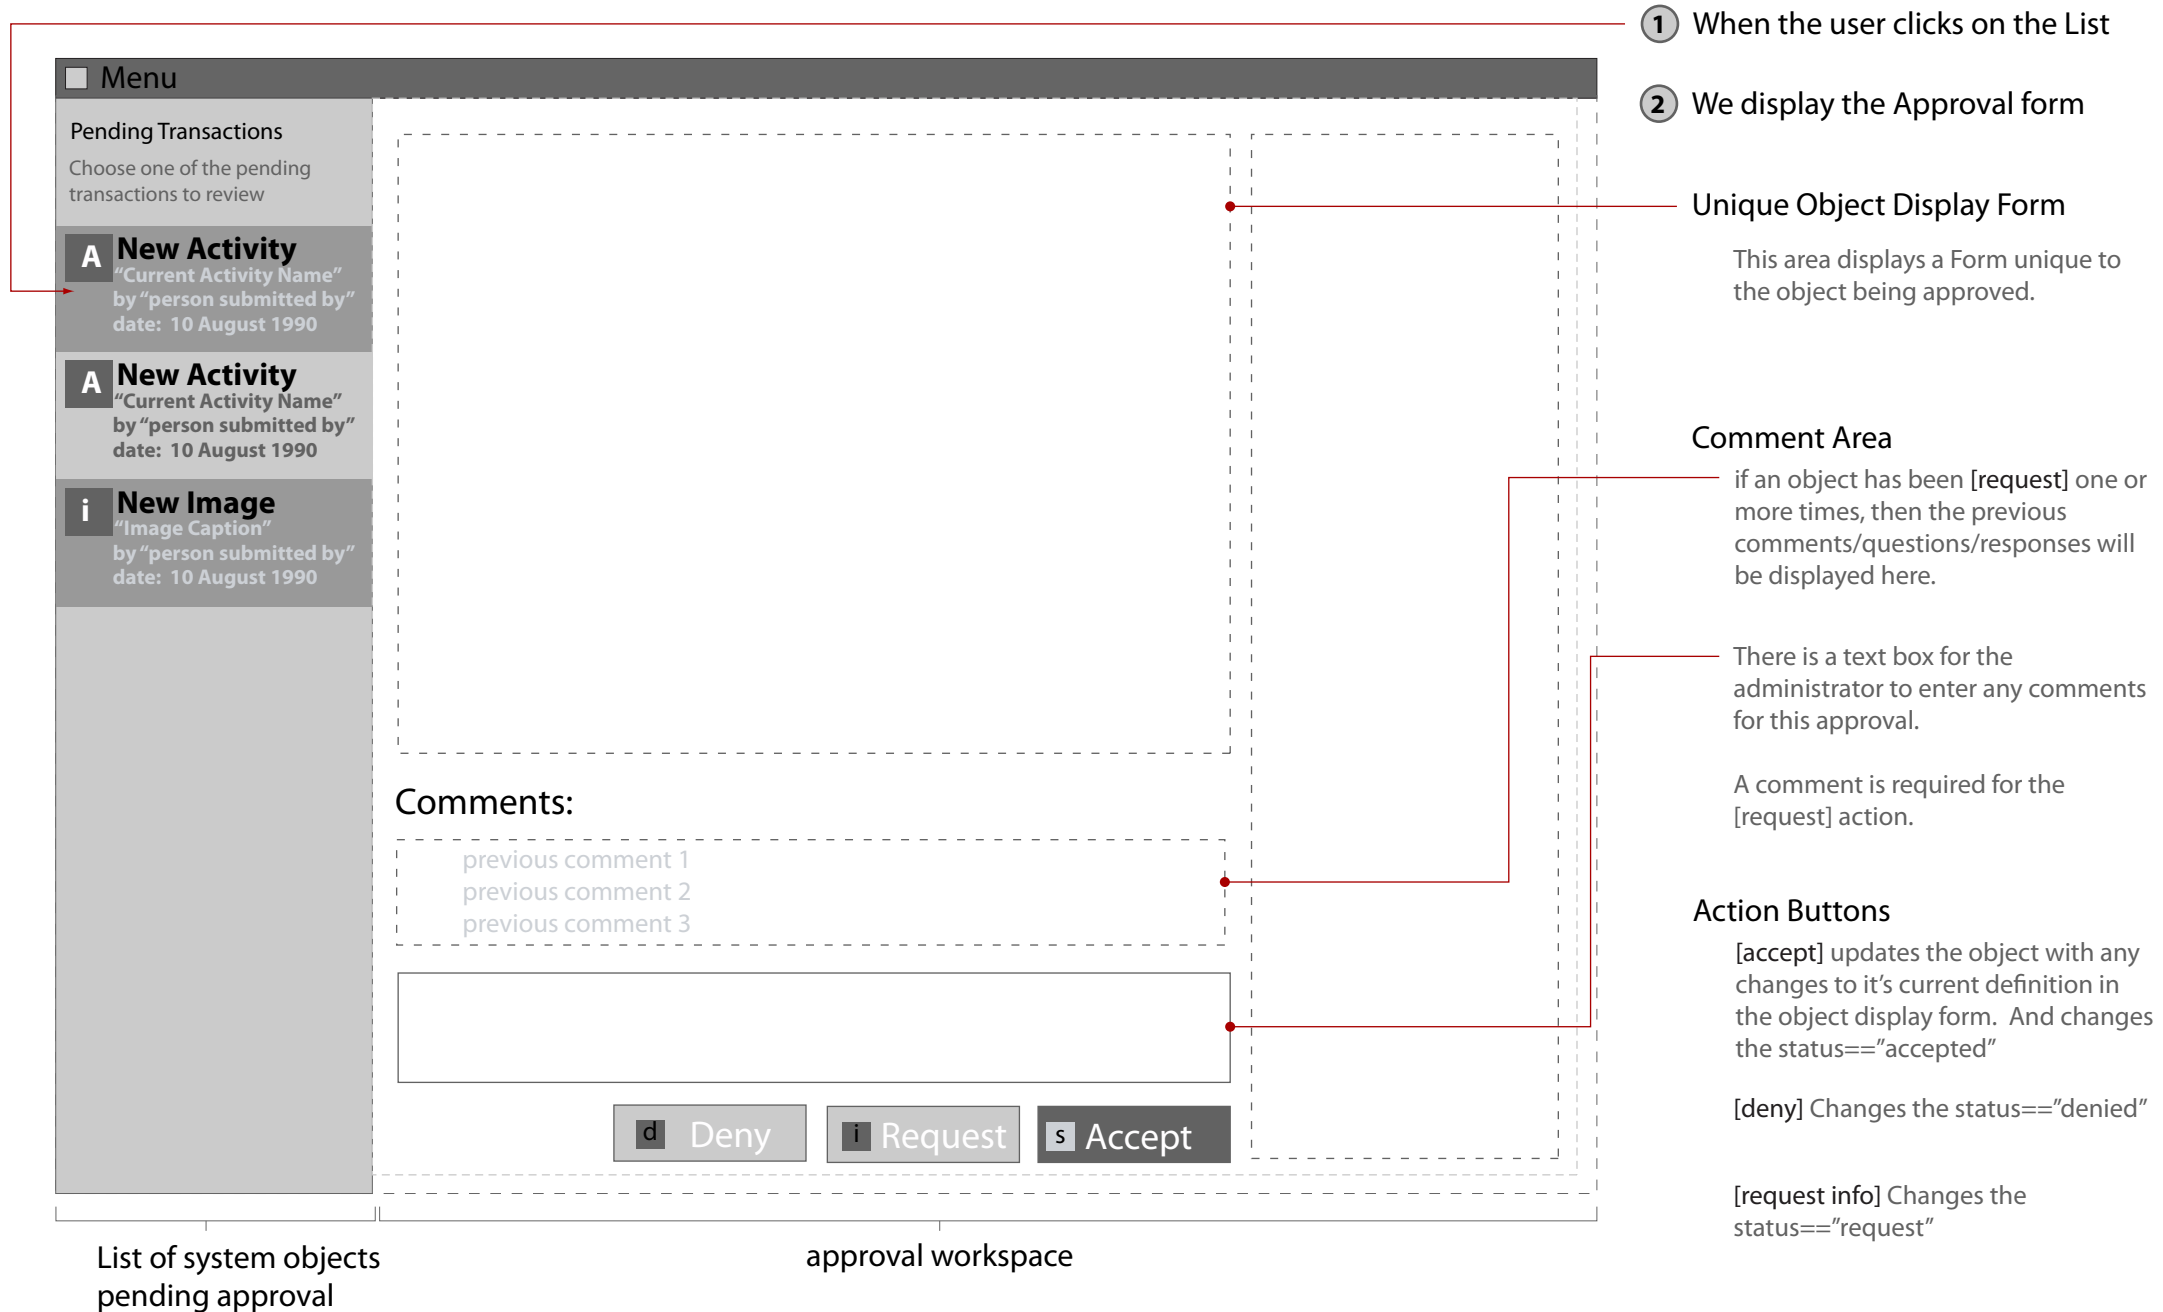 1 When the user clicks on the List
Menu
2 We display the Approval form
Pending Transactions
Choose one of the pending
transactions to review
A New Activity
“Current Activity Name”
by “person submitted by”
date:  10 August 1990
A New Activity
“Current Activity Name”
by “person submitted by”
date:  10 August 1990
i New Image
“Image Caption”
by “person submitted by”
date:  10 August 1990
Comments:
previous comment 1
previous comment 2
previous comment 3
d Deny
i Request
s Accept
List of system objects
pending approval
approval workspace
Unique Object Display Form
This area displays a Form unique to
the object being approved.
Comment Area
if an object has been [request] one or
more times, then the previous
comments/questions/responses will
be displayed here.
There is a text box for the
administrator to enter any comments
for this approval.
A comment is required for the
[request] action.
Action Buttons
[accept] updates the object with any
changes to it’s current definition in
the object display form.  And changes
the status==”accepted”
[deny] Changes the status==”denied”
[request info] Changes the
status==”request”